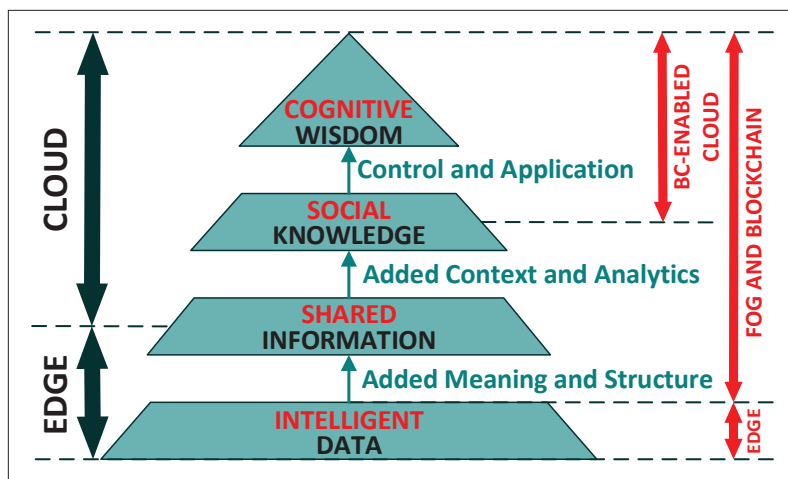 COGNITIVE
WISDOM
Control and Application
SOCIAL
KNOWLEDGE
Added Context and Analytics
SHARED
INFORMATION
Added Meaning and Structure
INTELLIGENT
DATA
CLOUD
EDGE
BC-ENABLED
CLOUD
FOG AND BLOCKCHAIN
EDGE